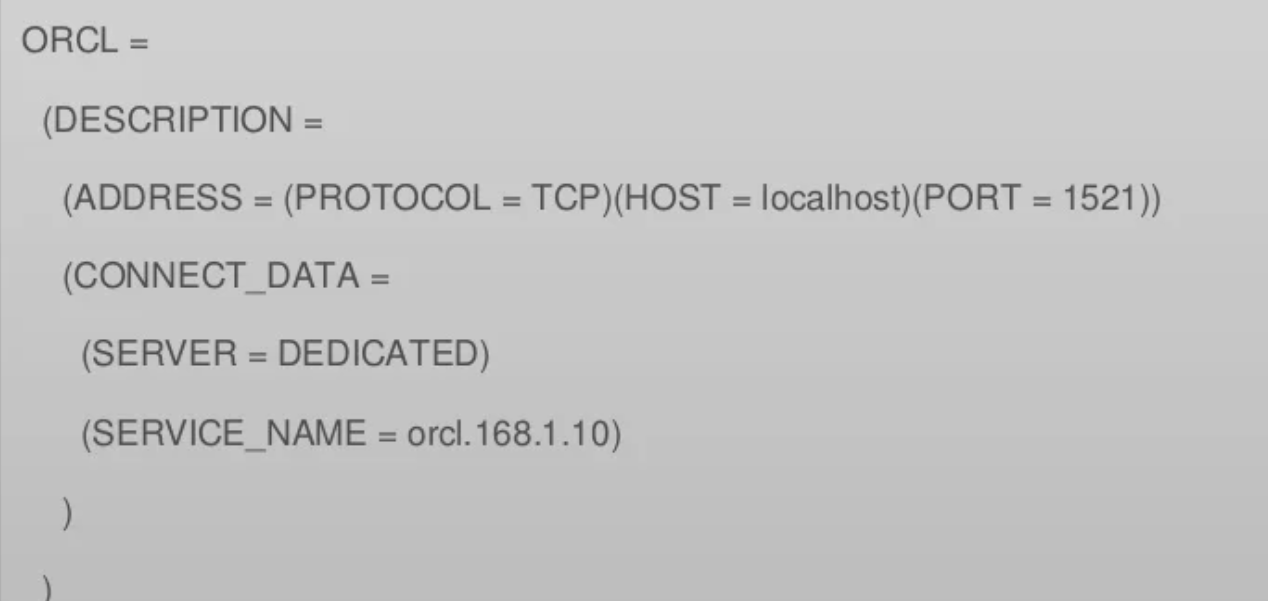 ORCL =
(DESCRIPTION =
(ADDRESS = (PROTOCOL = TCP)(HOST = localhost)(PORT = 1521))
(CONNECT_DATA =
(SERVER = DEDICATED)
(SERVICE_NAME = orcl.168.1.10)
)
)